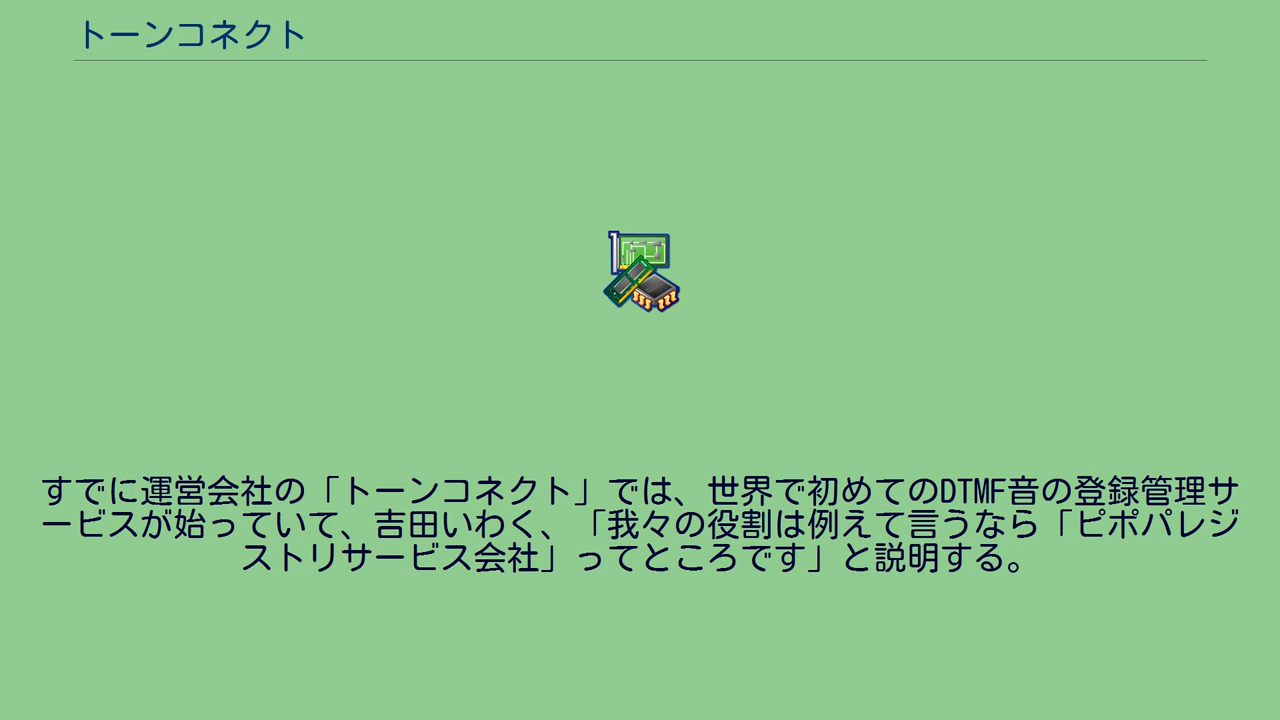 トーンコネクト
すでに運営会社の「トーンコネクト」では、世界で初めてのDTMF音の登録管理サ
ービスが始っていて、吉田いわく、「我々の役割は例えて言うなら「ピポパレジ
ストリサービス会社」ってところです」と説明する。